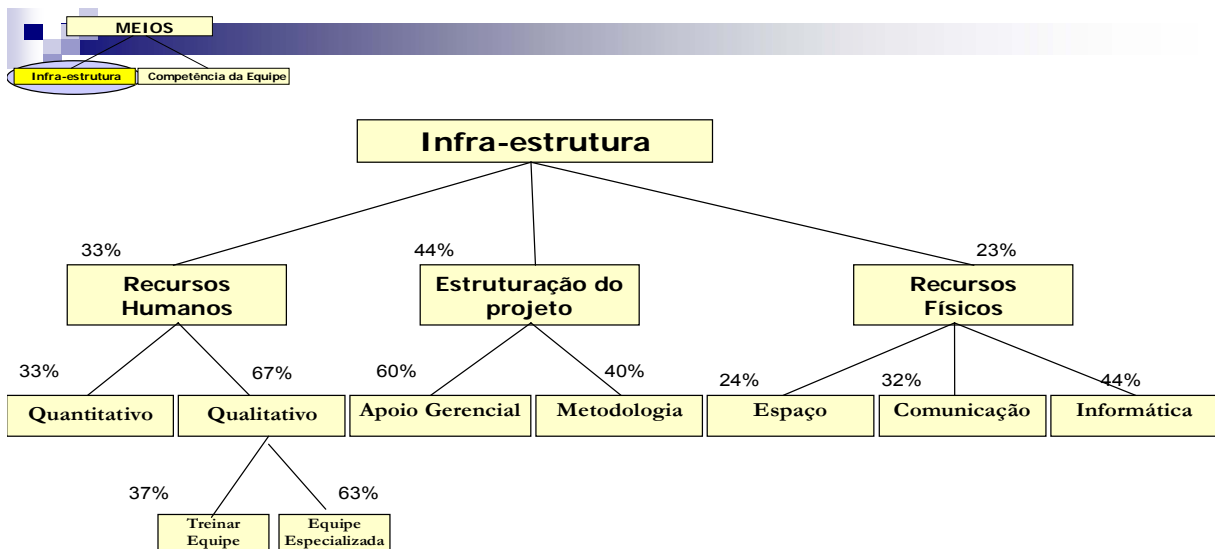 MEIOS
Infra-estrutura Competência da Equipe
Infra-estrutura
33% 44% 23%
Recursos Humanos Estruturação do projeto Recursos Físicos
33% 67% 60% 40% 24% 32% 44%
Quantitativo Qualitativo Apoio Gerencial Metodologia Espaço Comunicação Informática
37% 63%
Treinar Equipe
Equipe Especializada